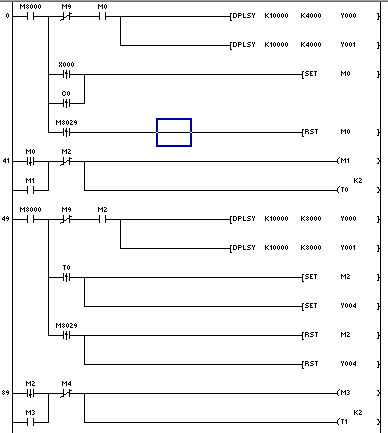 M8000 M9 M0
0 [DPLSY K10000 K4000 Y000 ]
[DPLSY K10000 K4000 Y001 ]
X000
[SET M0 ]
C0
M8029
[RST M0 ]
M0 M2
41 (M1 )
M1 K2
(T0 )
M8000 M9 M2
49 [DPLSY K10000 K8000 Y000 ]
[DPLSY K10000 K8000 Y001 ]
T0
[SET M2 ]
[SET Y004 ]
M8029
[RST M2 ]
[RST Y004 ]
M2 M4
89 (M3 )
M3 K2
(T1 )